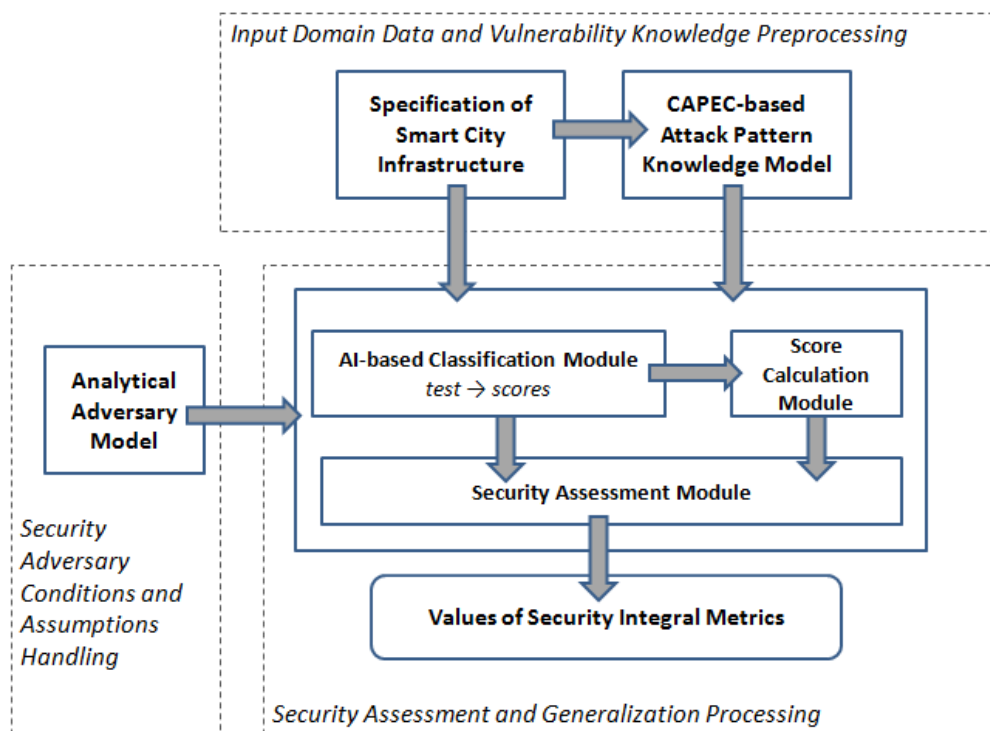 Input Domain Data and Vulnerability Knowledge Preprocessing
Specification of
Smart City
Infrastructure
CAPEC-based
Attack Pattern
Knowledge Model
Analytical
Adversary
Model
AI-based Classification Module
test → scores
Score
Calculation
Module
Security Assessment Module
Values of Security Integral Metrics
Security
Adversary
Conditions and
Assumptions
Handling
Security Assessment and Generalization Processing